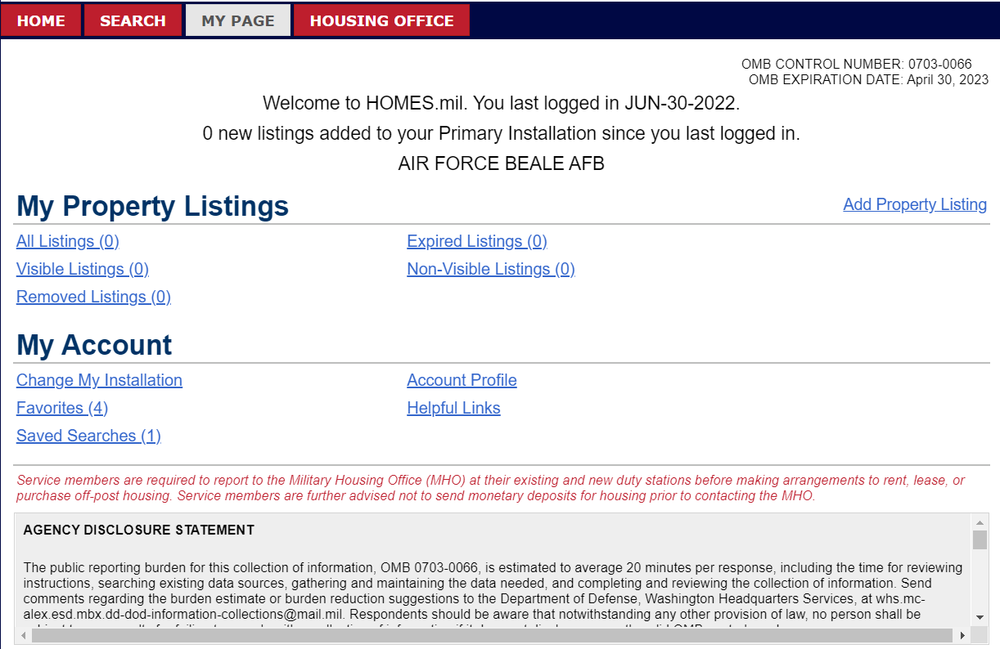 HOME SEARCH MY PAGE HOUSING OFFICE
OMB CONTROL NUMBER: 0703-0066
OMB EXPIRATION DATE: April 30, 2023
Welcome to HOMES.mil. You last logged in JUN-30-2022.
0 new listings added to your Primary Installation since you last logged in.
AIR FORCE BEALE AFB
My Property Listings
Add Property Listing
All Listings (0)
Expired Listings (0)
Visible Listings (0)
Non-Visible Listings (0)
Removed Listings (0)
My Account
Change My Installation
Account Profile
Favorites (4)
Helpful Links
Saved Searches (1)
Service members are required to report to the Military Housing Office (MHO) at their existing and new duty stations before making arrangements to rent, lease, or
purchase off-post housing. Service members are further advised not to send monetary deposits for housing prior to contacting the MHO.
AGENCY DISCLOSURE STATEMENT
The public reporting burden for this collection of information, OMB 0703-0066, is estimated to average 20 minutes per response, including the time for reviewing
instructions, searching existing data sources, gathering and maintaining the data needed, and completing and reviewing the collection of information. Send
comments regarding the burden estimate or burden reduction suggestions to the Department of Defense, Washington Headquarters Services, at whs.mc-
alex.esd.mbx.dd-dod-information-collections@mail.mil. Respondents should be aware that notwithstanding any other provision of law, no person shall be